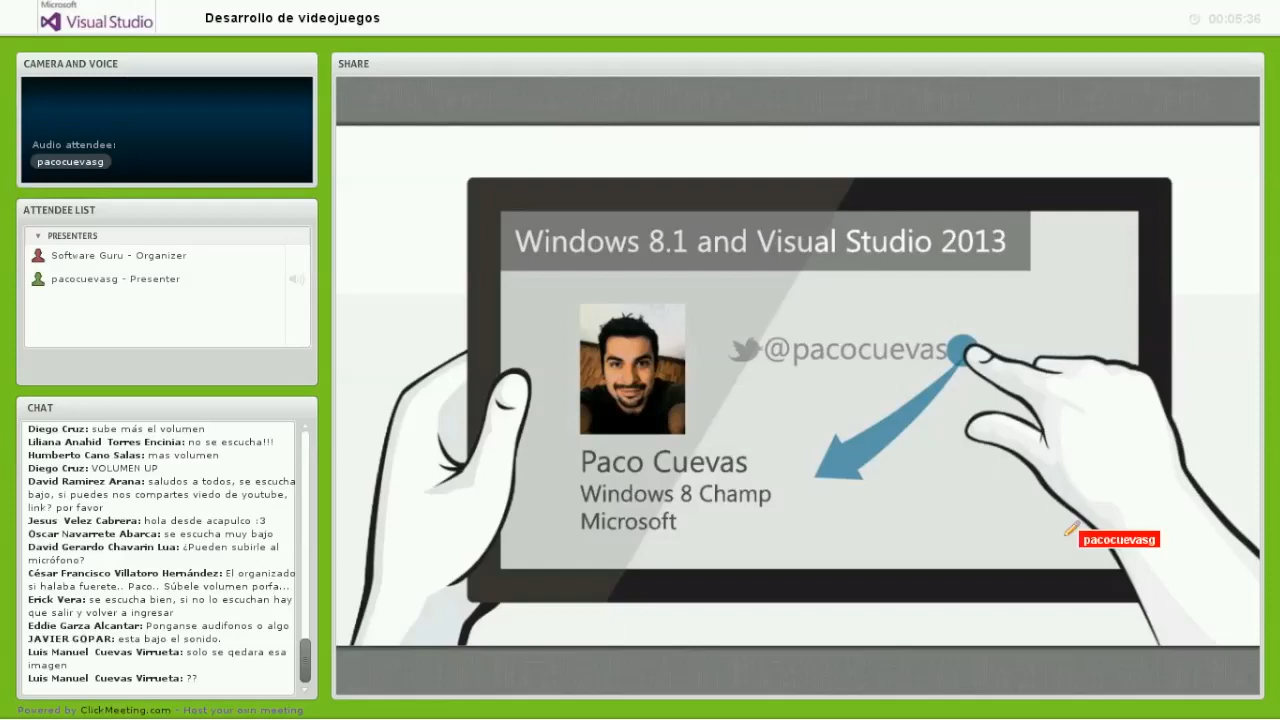 Microsoft
Visual Studio
Desarrollo de videojuegos
00:05:36
CAMERA AND VOICE
Audio attendee:
pacocuevasg
ATTENDEE LIST
PRESENTERS
Software Guru - Organizer
pacocuevasg - Presenter
CHAT
Diego Cruz: sube más el volumen
Liliana Anahid Torres Encinia: no se escucha!!!
Humberto Cano Salas: mas volumen
Diego Cruz: VOLUMEN UP
David Ramirez Arana: saludos a todos, se escucha
bajo, si puedes nos compartes viedo de youtube,
link? por favor
Jesus Velez Cabrera: hola desde acapulco :3
Oscar Navarrete Abarca: se escucha muy bajo
David Gerardo Chavarin Lua: ¿Pueden subirle al
micrófono?
César Francisco Villatoro Hernández: El organizado
si halaba fuerete.. Paco.. Súbele volumen porfa...
Erick Vera: se escucha bien, si no lo escuchan hay
que salir y volver a ingresar
Eddie Garza Alcantar: Ponganse audifonos o algo
JAVIER GOPAR: esta bajo el sonido.
Luis Manuel Cuevas Virrueta: solo se qedara esa
imagen
Luis Manuel Cuevas Virrueta: ??
Powered by ClickMeeting.com - Host your own meeting
SHARE
Windows 8.1 and Visual Studio 2013
@pacocuevas
Paco Cuevas
Windows 8 Champ
Microsoft
pacocuevasg